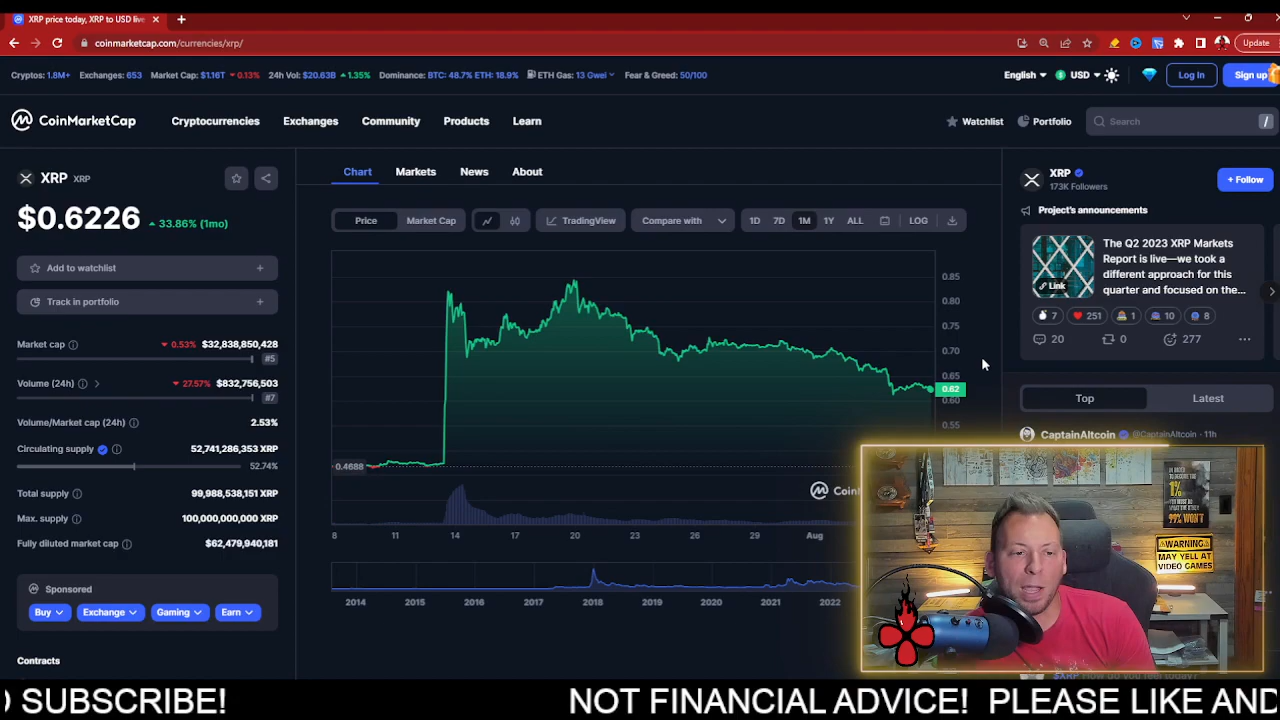 XRP price today, XRP to USD live
coinmarketcap.com/currencies/xrp/
Update
Cryptos: 1.8M+ Exchanges: 653 Market Cap: $1.16T 0.13% 24h Vol: $20.63B 1.35% Dominance: BTC: 48.7% ETH: 18.9% ETH Gas: 13 Gwei Fear & Greed: 50/100
English USD Log In Sign up
CoinMarketCap Cryptocurrencies Exchanges Community Products Learn
Watchlist Portfolio Search /
XRP XRP
$0.6226 33.86% (1mo)
Add to watchlist +
Track in portfolio +
Market cap 0.53% $32,838,850,428
#5
Volume (24h) 27.57% $832,756,503
#7
Volume/Market cap (24h) 2.53%
Circulating supply 52,741,286,353 XRP
52.74%
Total supply 99,988,538,151 XRP
Max. supply 100,000,000,000 XRP
Fully diluted market cap $62,479,940,181
Sponsored
Buy Exchange Gaming Earn
Contracts
Chart Markets News About
Price Market Cap TradingView Compare with 1D 7D 1M 1Y ALL LOG
0.85
0.80
0.75
0.70
0.65
0.62
0.60
0.55
0.4688
CoinM
8 11 14 17 20 23 26 29 Aug
2014 2015 2016 2017 2018 2019 2020 2021 2022
XRP
173K Followers
+ Follow
Project's announcements
The Q2 2023 XRP Markets
Report is live—we took a
different approach for this
quarter and focused on the...
Link
7 251 1 10 8
20 0 277
Top Latest
CaptainAltcoin @CaptainAltcoin · 11h
1%
99% WON'T
WARNING
MAY YELL AT
VIDEO GAMES
$XRP How do you feel today?
O SUBSCRIBE! NOT FINANCIAL ADVICE! PLEASE LIKE AND